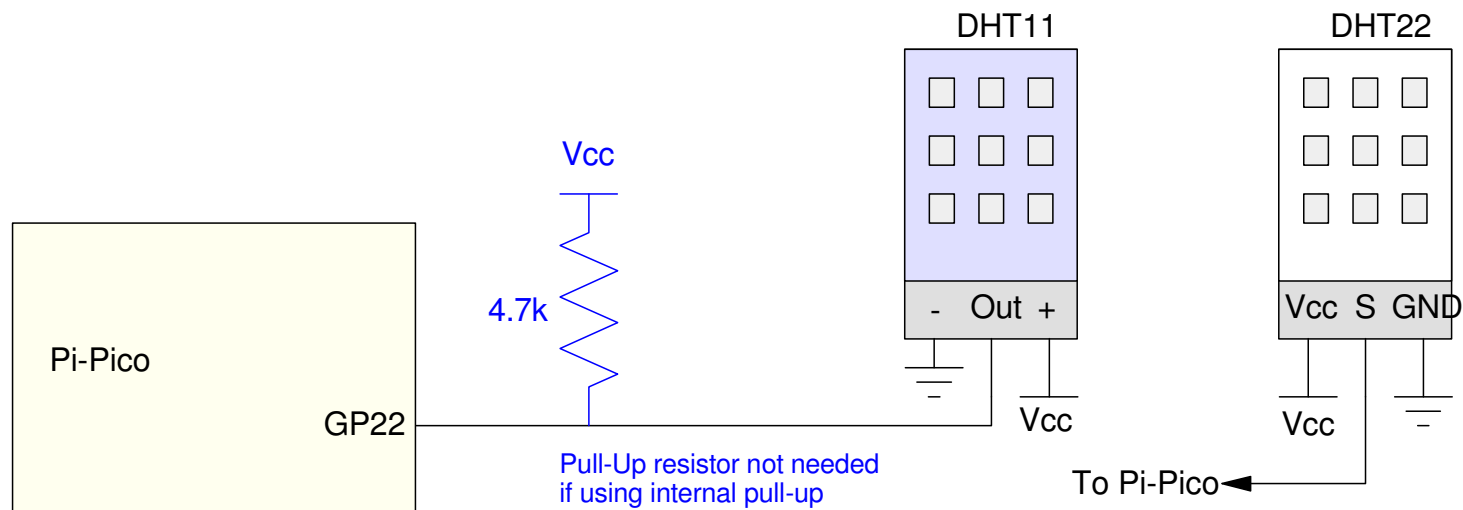 DHT11
DHT22
Vcc
4.7k
- Out +
Vcc S GND
Pi-Pico
GP22
Vcc
Vcc
Pull-Up resistor not needed
if using internal pull-up
To Pi-Pico